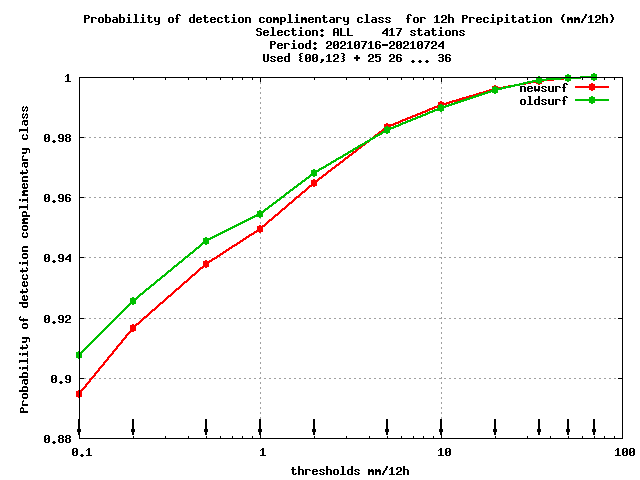 Probability of detection complimentary class  for 12h Precipitation (mm/12h)
Selection: ALL    417 stations
Period: 20210716-20210724
Used {00,12} + 25 26 ... 36
Probability of detection complimentary class
1
0.98
0.96
0.94
0.92
0.9
0.88
newsurf
oldsurf
0.1
1
10
100
thresholds mm/12h